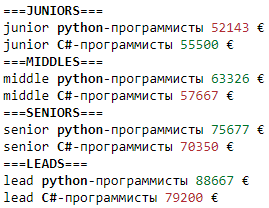 ===JUNIORS===
junior python-программисты 52143 €
junior C#-программисты 55500 €
===MIDDLES===
middle python-программисты 63326 €
middle C#-программисты 57667 €
===SENIORS===
senior python-программисты 75677 €
senior C#-программисты 70350 €
===LEADS===
lead python-программисты 88667 €
lead C#-программисты 79200 €